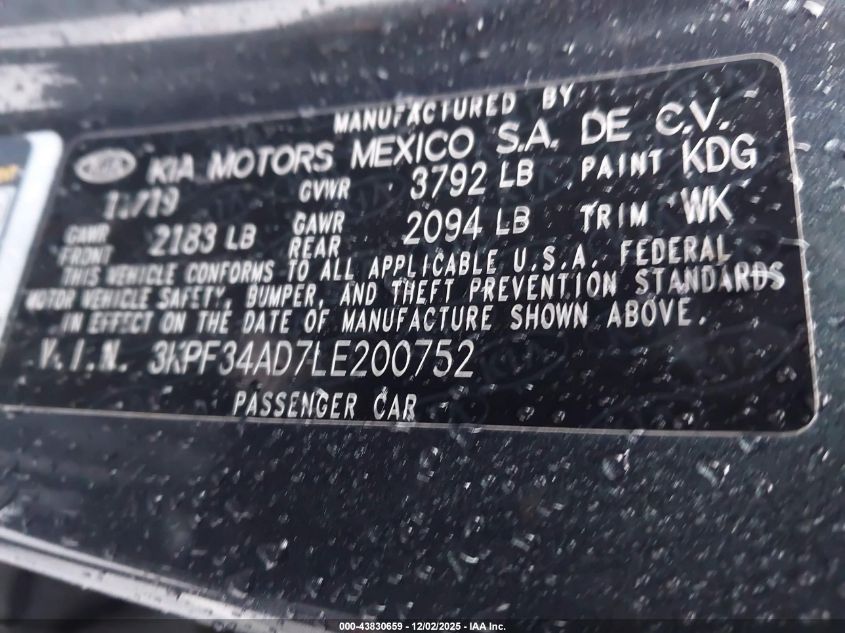 MANUFACTURED BY
KIA KIA MOTORS MEXICO S.A. DE C.V.
GVWR 3792 LB PAINT KDG
GAWR FRONT 2183 LB GAWR REAR 2094 LB TRIM WK
THIS VEHICLE CONFORMS TO ALL APPLICABLE U.S.A. FEDERAL
MOTOR VEHICLE SAFETY, BUMPER, AND THEFT PREVENTION STANDARDS
IN EFFECT ON THE DATE OF MANUFACTURE SHOWN ABOVE.
V.I.N. 3KPF34AD7LE200752
PASSENGER CAR
000-43830659 - 12/02/2025 - IAA Inc.